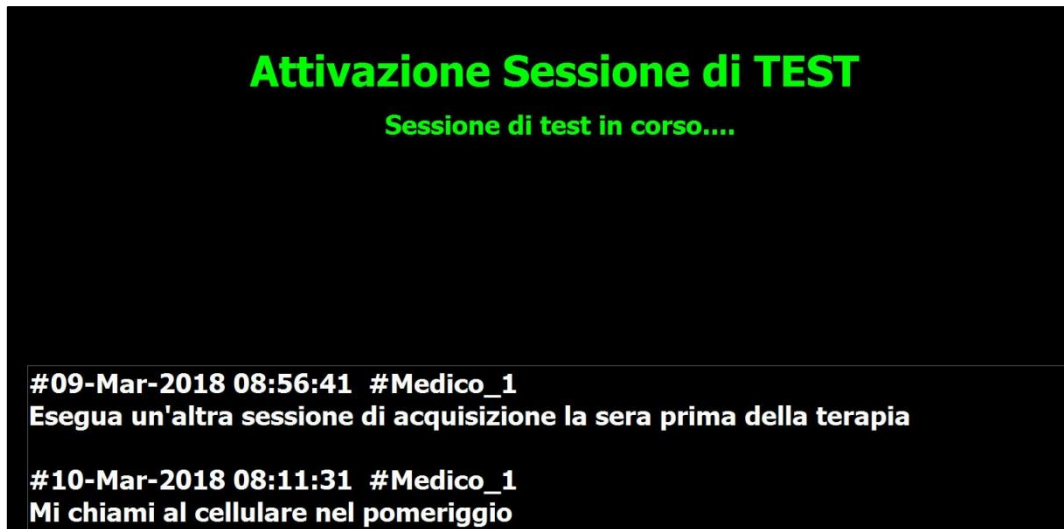 Attivazione Sessione di TEST
Sessione di test in corso....
#09-Mar-2018 08:56:41 #Medico_1
Esegua un'altra sessione di acquisizione la sera prima della terapia
#10-Mar-2018 08:11:31 #Medico_1
Mi chiami al cellulare nel pomeriggio